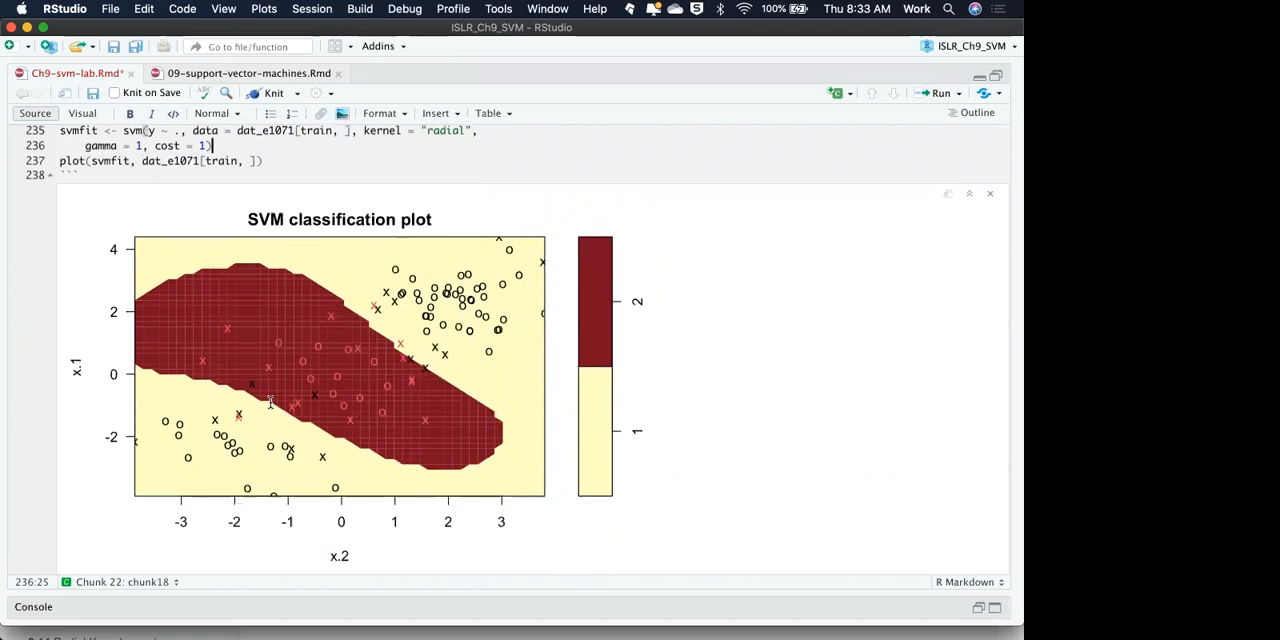 RStudio File Edit Code View Plots Session Build Debug Profile Tools Window Help 100% Thu 8:33 AM Work
ISLR_Ch9_SVM - RStudio
Go to file/function Addins ISLR_Ch9_SVM
Ch9-svm-lab.Rmd* 09-support-vector-machines.Rmd
Knit on Save ABC Knit Run
Source Visual B I </> Normal Format Insert Table Outline
235 svmfit <- svm(y ~ ., data = dat_e1071[train, ], kernel = "radial",
236 gamma = 1, cost = 1)
237 plot(svmfit, dat_e1071[train, ])
238 ```
SVM classification plot
4
2
0
-2
x.1
-3 -2 -1 0 1 2 3
x.2
2
1
236:25 Chunk 22: chunk18 R Markdown
Console